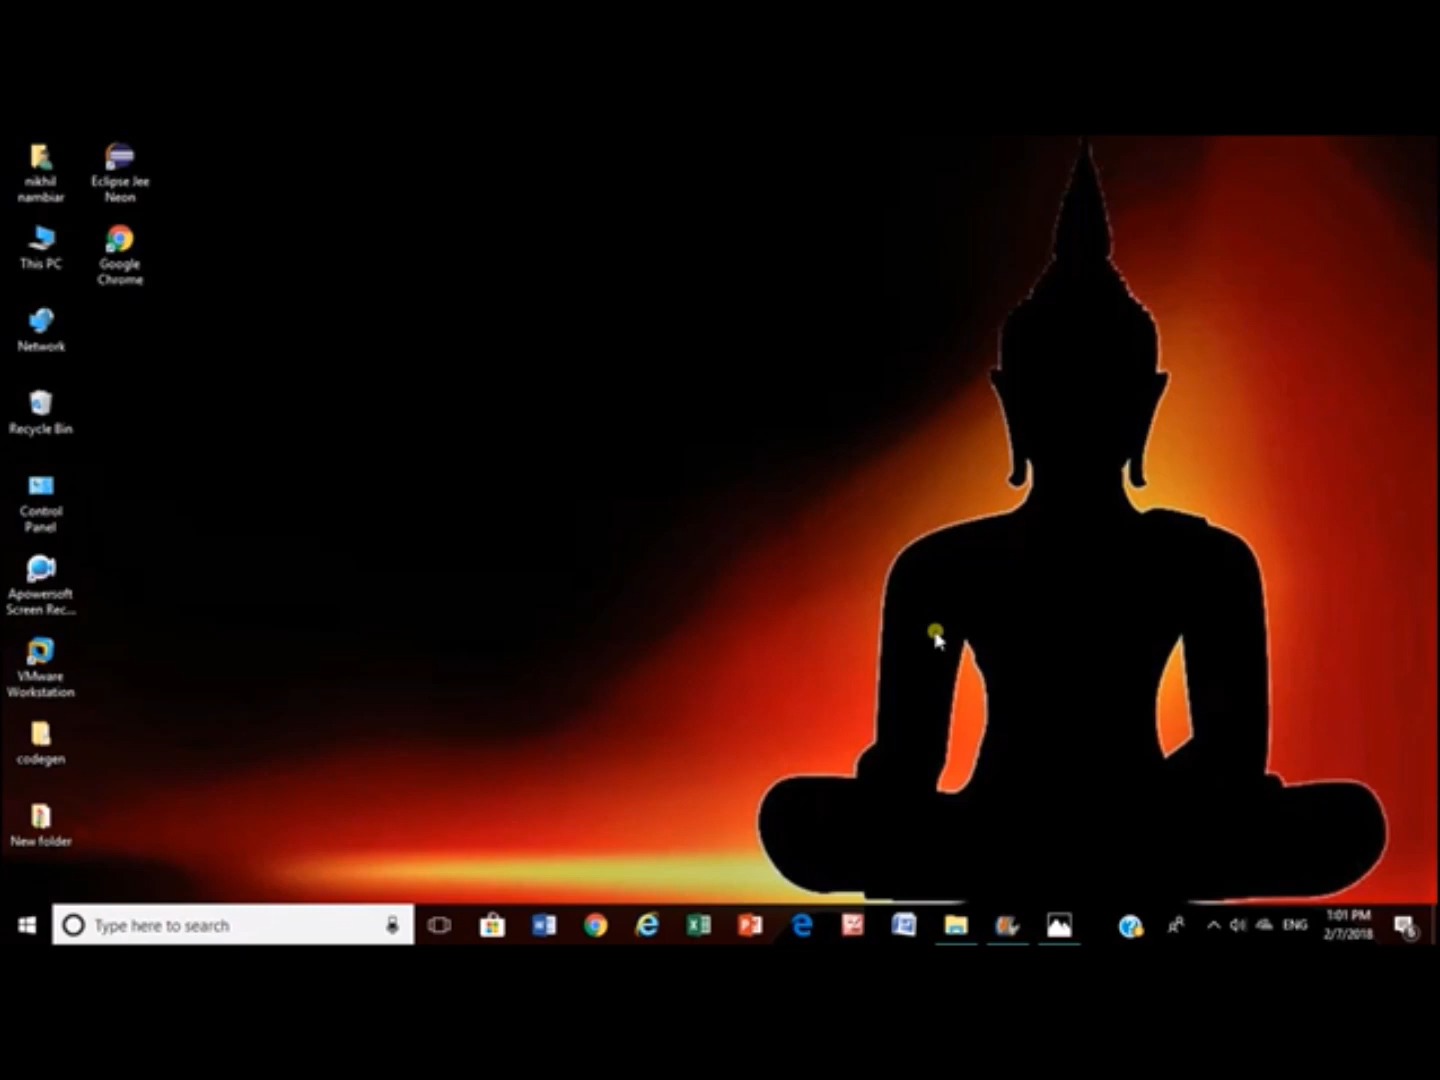 nikhil
nambiar
Eclipse Jee
Neon
This PC
Google
Chrome
Network
Recycle Bin
Control
Panel
Apowersoft
Screen Rec...
VMware
Workstation
codegen
New folder
Type here to search
ENG
1:01 PM
2/7/2018